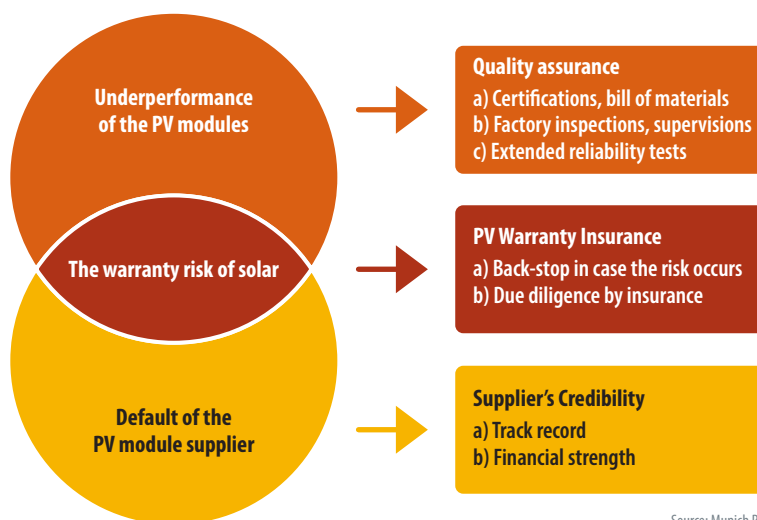 Underperformance
of the PV modules
Quality assurance
a) Certifications, bill of materials
b) Factory inspections, supervisions
c) Extended reliability tests
The warranty risk of solar
PV Warranty Insurance
a) Back-stop in case the risk occurs
b) Due diligence by insurance
Default of the
PV module supplier
Supplier's Credibility
a) Track record
b) Financial strength
Source: Munich